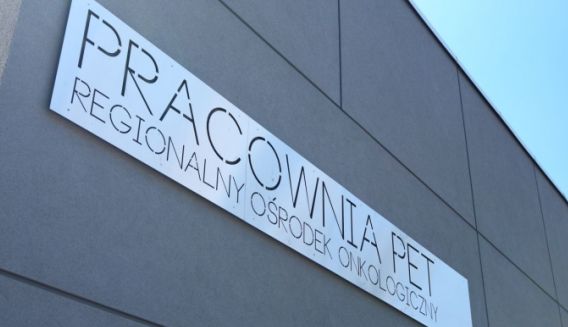 PRACOWNIA PET
REGIONALNY OŚRODEK ONKOLOGICZNY